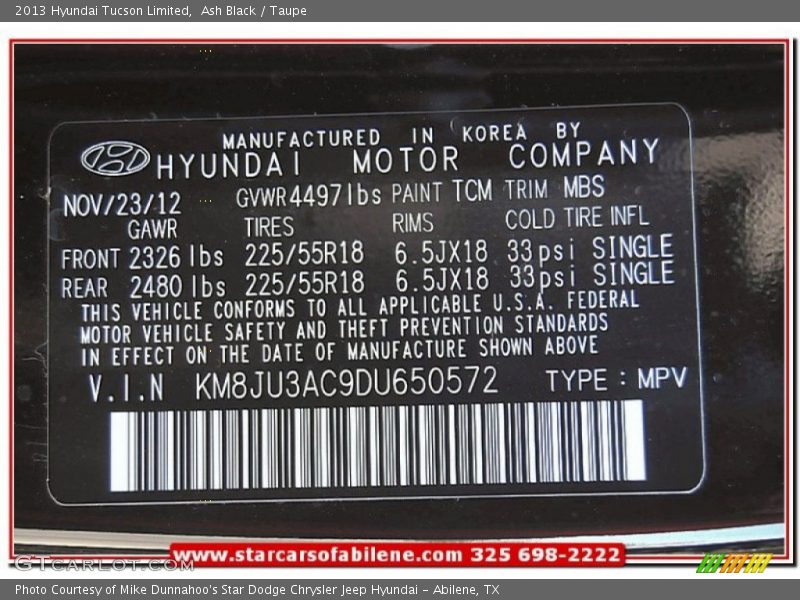 2013 Hyundai Tucson Limited,  Ash Black / Taupe
MANUFACTURED IN KOREA BY
HYUNDAI MOTOR COMPANY
NOV/23/12 GVWR4497lbs PAINT TCM TRIM MBS
GAWR TIRES RIMS COLD TIRE INFL
FRONT 2326 lbs 225/55R18 6.5JX18 33psi SINGLE
REAR 2480 lbs 225/55R18 6.5JX18 33psi SINGLE
THIS VEHICLE CONFORMS TO ALL APPLICABLE U.S.A. FEDERAL
MOTOR VEHICLE SAFETY AND THEFT PREVENTION STANDARDS
IN EFFECT ON THE DATE OF MANUFACTURE SHOWN ABOVE
V.I.N KM8JU3AC9DU650572 TYPE : MPV
www.starcarsofabilene.com 325 698-2222
GTcarlot.com
Photo Courtesy of Mike Dunnahoo's Star Dodge Chrysler Jeep Hyundai - Abilene, TX